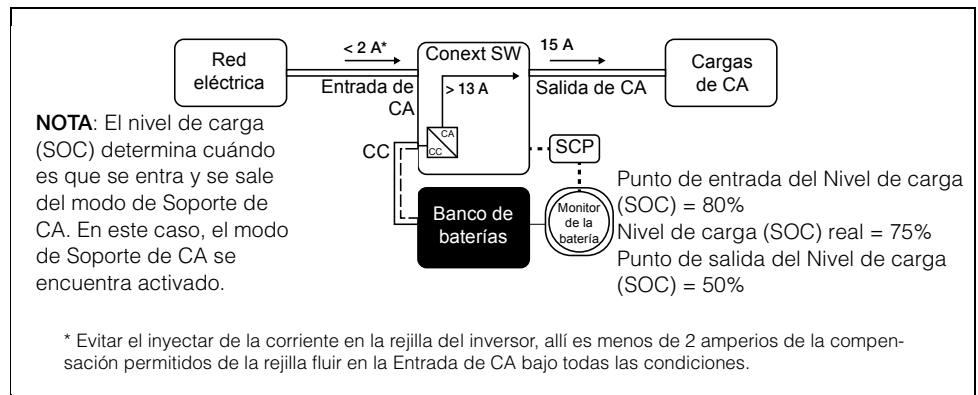 Red
eléctrica
< 2 A*
Entrada de
CA
Conext SW
> 13 A
CA
CC
15 A
Salida de CA
Cargas
de CA
NOTA: El nivel de carga
(SOC) determina cuándo
es que se entra y se sale
del modo de Soporte de
CA. En este caso, el modo
de Soporte de CA se
encuentra activado.
CC
SCP
Banco de
baterías
Monitor
de la
batería
Punto de entrada del Nivel de carga
(SOC) = 80%
Nivel de carga (SOC) real = 75%
Punto de salida del Nivel de carga
(SOC) = 50%
* Evitar el inyectar de la corriente en la rejilla del inversor, allí es menos de 2 amperios de la compen-
sación permitidos de la rejilla fluir en la Entrada de CA bajo todas las condiciones.